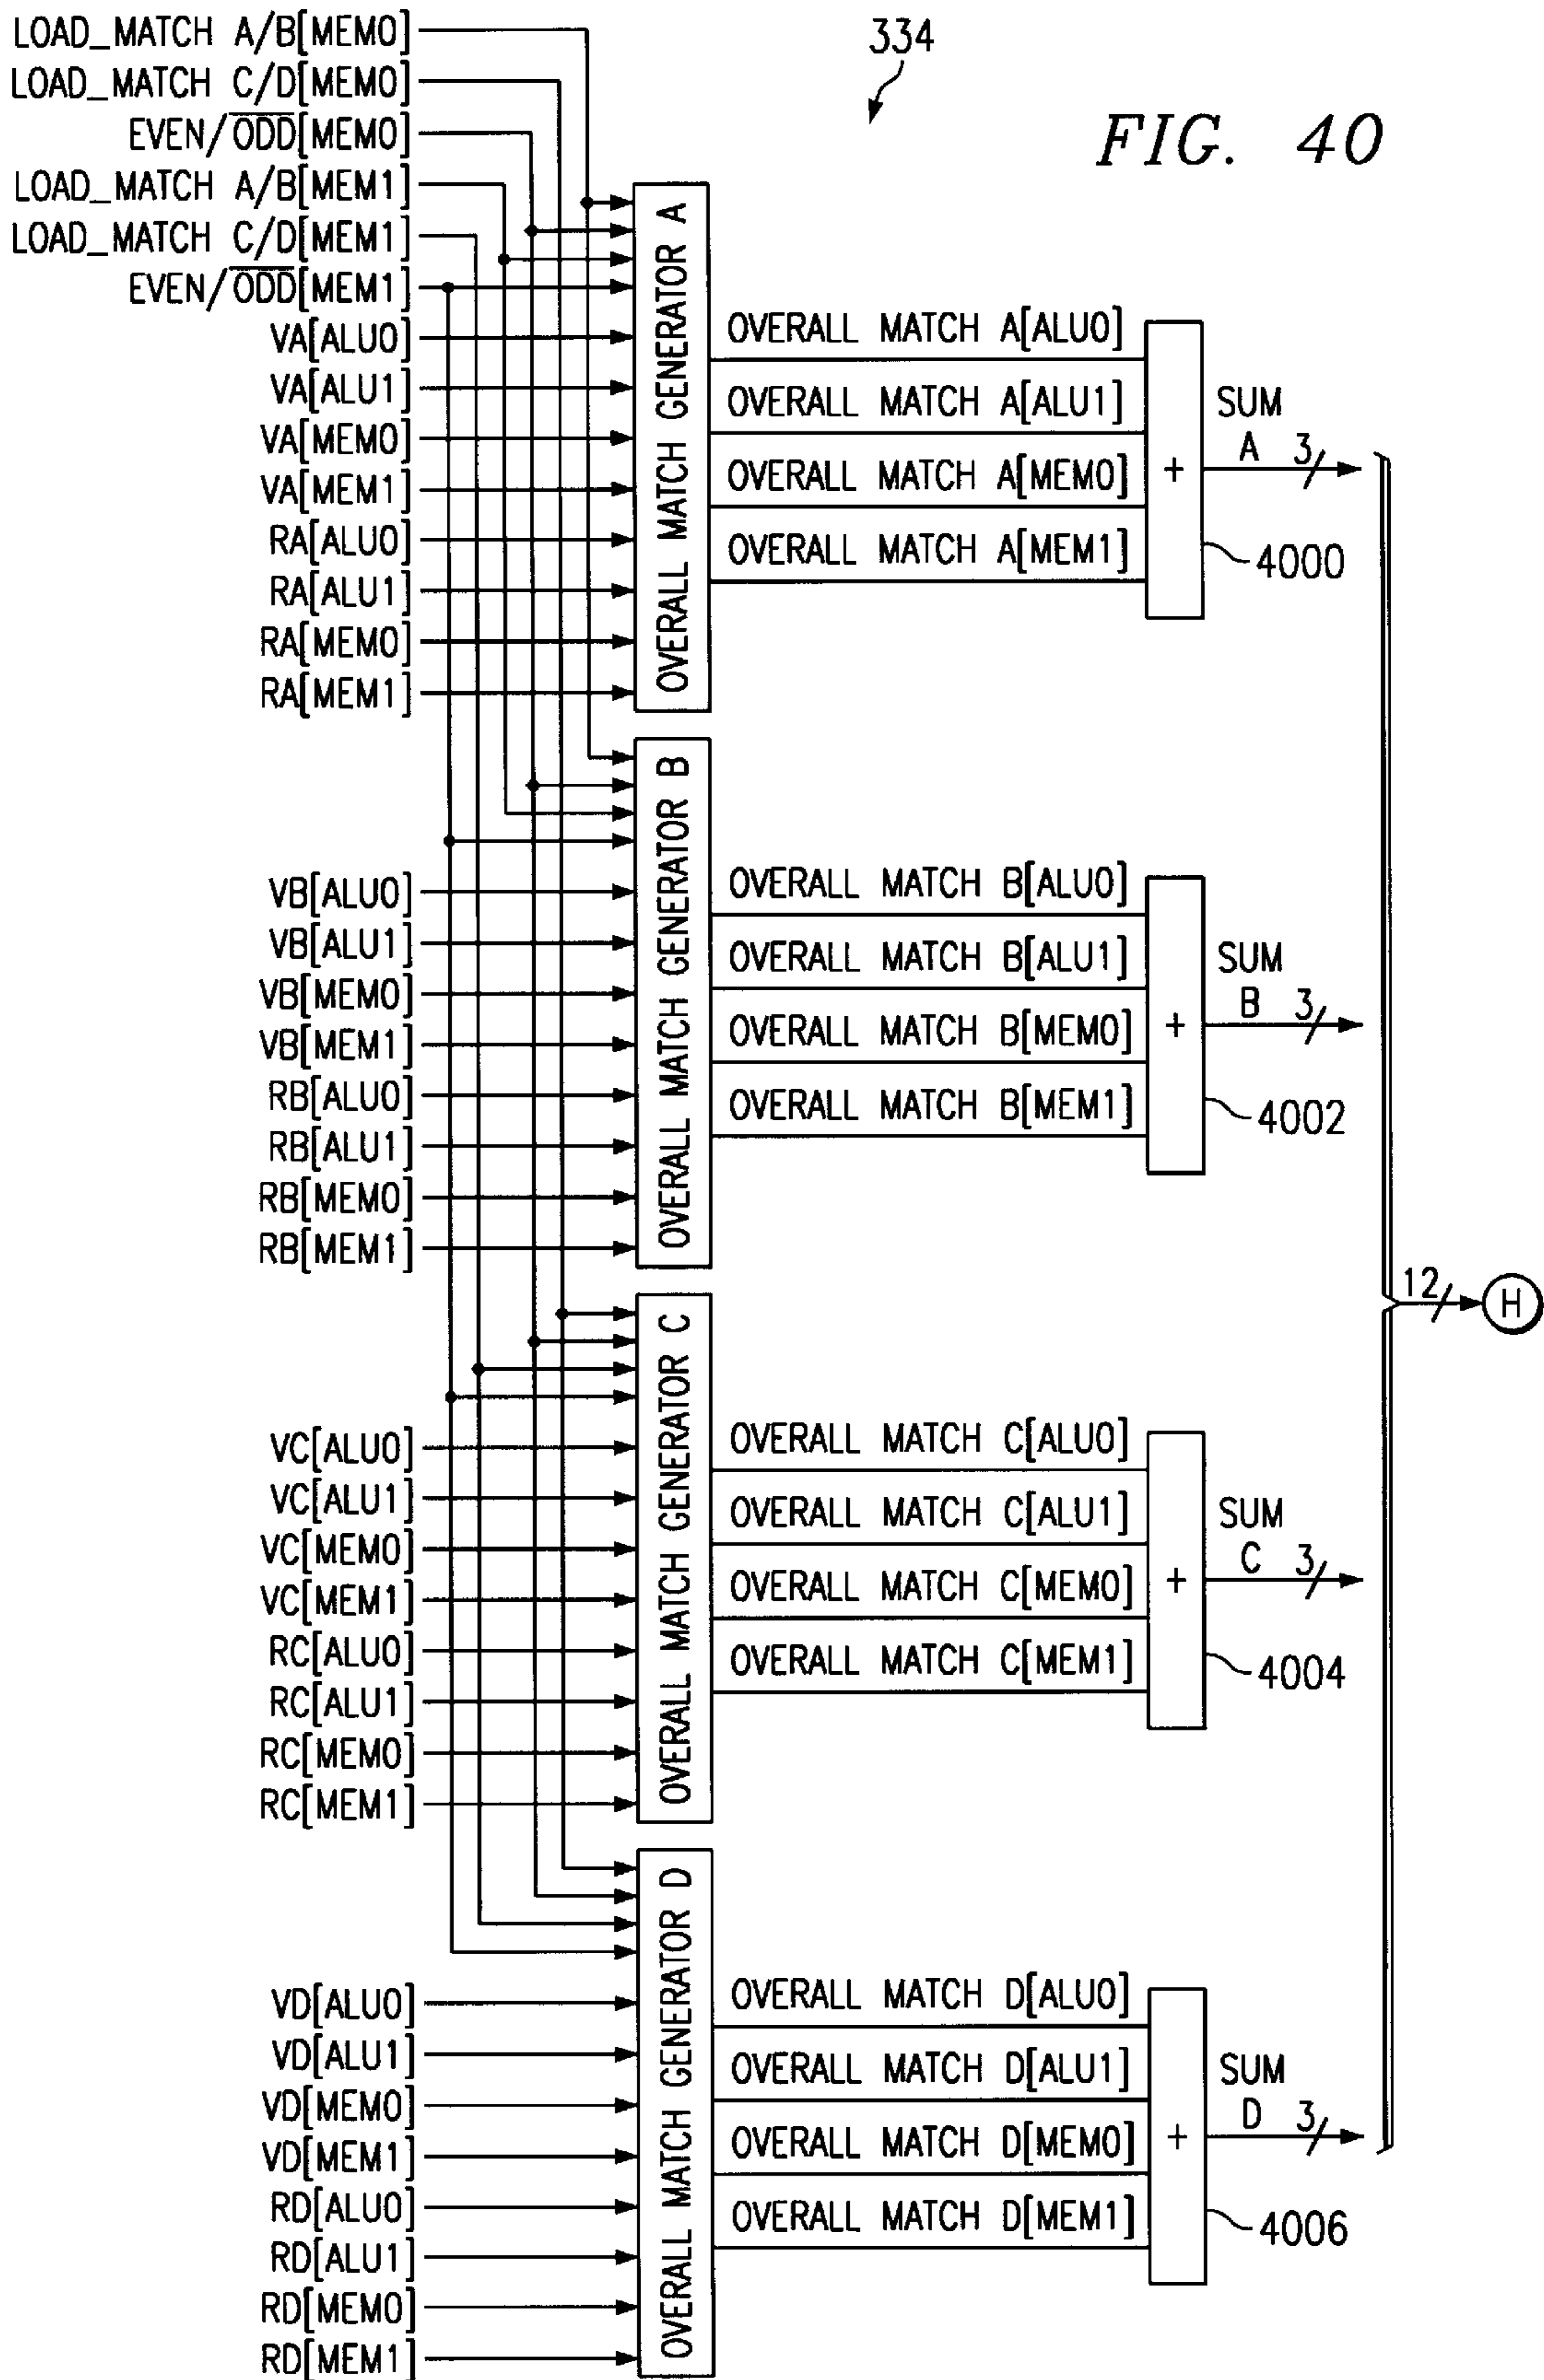 334
FIG. 40
LOAD_MATCH A/B[MEM0]
LOAD_MATCH C/D[MEM0]
EVEN/ODD[MEM0]
LOAD_MATCH A/B[MEM1]
LOAD_MATCH C/D[MEM1]
EVEN/ODD[MEM1]
VA[ALU0]
VA[ALU1]
VA[MEM0]
VA[MEM1]
RA[ALU0]
RA[ALU1]
RA[MEM0]
RA[MEM1]
OVERALL MATCH GENERATOR A
OVERALL MATCH A[ALU0]
OVERALL MATCH A[ALU1]
OVERALL MATCH A[MEM0]
OVERALL MATCH A[MEM1]
+
SUM
A 3
4000
VB[ALU0]
VB[ALU1]
VB[MEM0]
VB[MEM1]
RB[ALU0]
RB[ALU1]
RB[MEM0]
RB[MEM1]
OVERALL MATCH GENERATOR B
OVERALL MATCH B[ALU0]
OVERALL MATCH B[ALU1]
OVERALL MATCH B[MEM0]
OVERALL MATCH B[MEM1]
+
SUM
B 3
4002
12
H
VC[ALU0]
VC[ALU1]
VC[MEM0]
VC[MEM1]
RC[ALU0]
RC[ALU1]
RC[MEM0]
RC[MEM1]
OVERALL MATCH GENERATOR C
OVERALL MATCH C[ALU0]
OVERALL MATCH C[ALU1]
OVERALL MATCH C[MEM0]
OVERALL MATCH C[MEM1]
+
SUM
C 3
4004
VD[ALU0]
VD[ALU1]
VD[MEM0]
VD[MEM1]
RD[ALU0]
RD[ALU1]
RD[MEM0]
RD[MEM1]
OVERALL MATCH GENERATOR D
OVERALL MATCH D[ALU0]
OVERALL MATCH D[ALU1]
OVERALL MATCH D[MEM0]
OVERALL MATCH D[MEM1]
+
SUM
D 3
4006